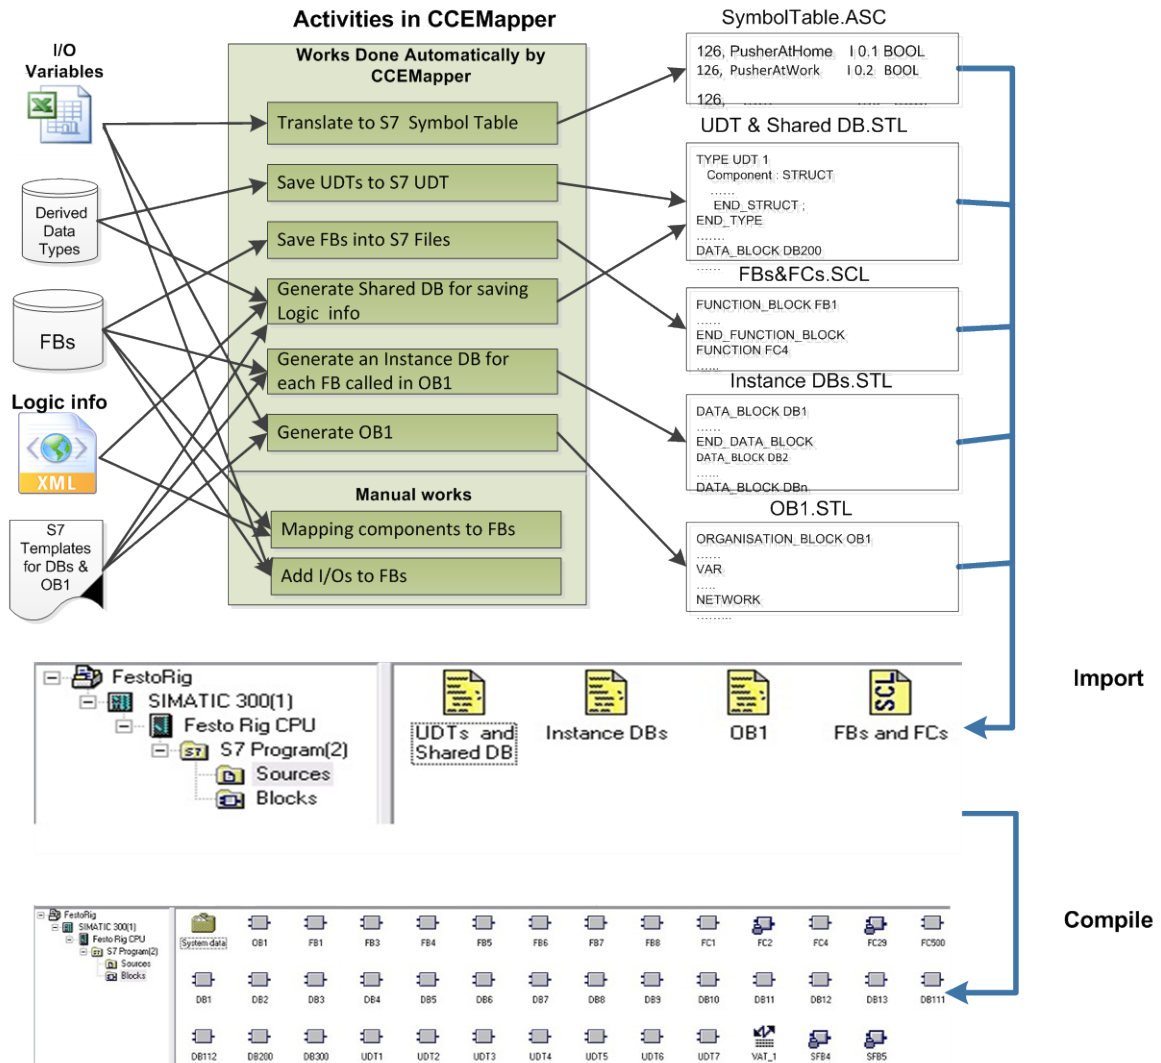 Activities in CCEMapper
I/O
Variables
Derived
Data
Types
FBs
Logic info
XML
S7
Templates
for DBs &
OB1
Works Done Automatically by
CCEMapper
Translate to S7 Symbol Table
Save UDTs to S7 UDT
Save FBs into S7 Files
Generate Shared DB for saving
Logic info
Generate an Instance DB for
each FB called in OB1
Generate OB1
Manual works
Mapping components to FBs
Add I/Os to FBs
SymbolTable.ASC
126, PusherAtHome I 0.1 BOOL
126, PusherAtWork I 0.2 BOOL
126, ...... ..... .......
UDT & Shared DB.STL
TYPE UDT 1
Component : STRUCT
......
END_STRUCT ;
END_TYPE
.......
DATA_BLOCK DB200
......
FBs&FCs.SCL
FUNCTION_BLOCK FB1
......
END_FUNCTION_BLOCK
FUNCTION FC4
......
Instance DBs.STL
DATA_BLOCK DB1
......
END_DATA_BLOCK
DATA_BLOCK DB2
......
DATA_BLOCK DBn
OB1.STL
ORGANISATION_BLOCK OB1
......
VAR
.....
NETWORK
.........
Import
FestoRig
SIMATIC 300(1)
Festo Rig CPU
S7 S7 Program(2)
Sources
Blocks
UDTs and
Shared DB
Instance DBs
OB1
SCL
FBs and FCs
Compile
FestoRig
SIMATIC 300(1)
Festo Rig CPU
S7 S7 Program(2)
Sources
Blocks
System data OB1 FB1 FB3 FB4 FB5 FB6 FB7 FB8 FC1 FC2 FC4 FC29 FC500
DB1 DB2 DB3 DB4 DB5 DB6 DB7 DB8 DB9 DB10 DB11 DB12 DB13 DB111
DB112 DB200 DB300 UDT1 UDT2 UDT3 UDT4 UDT5 UDT6 UDT7 VAT_1 SFB4 SFB5